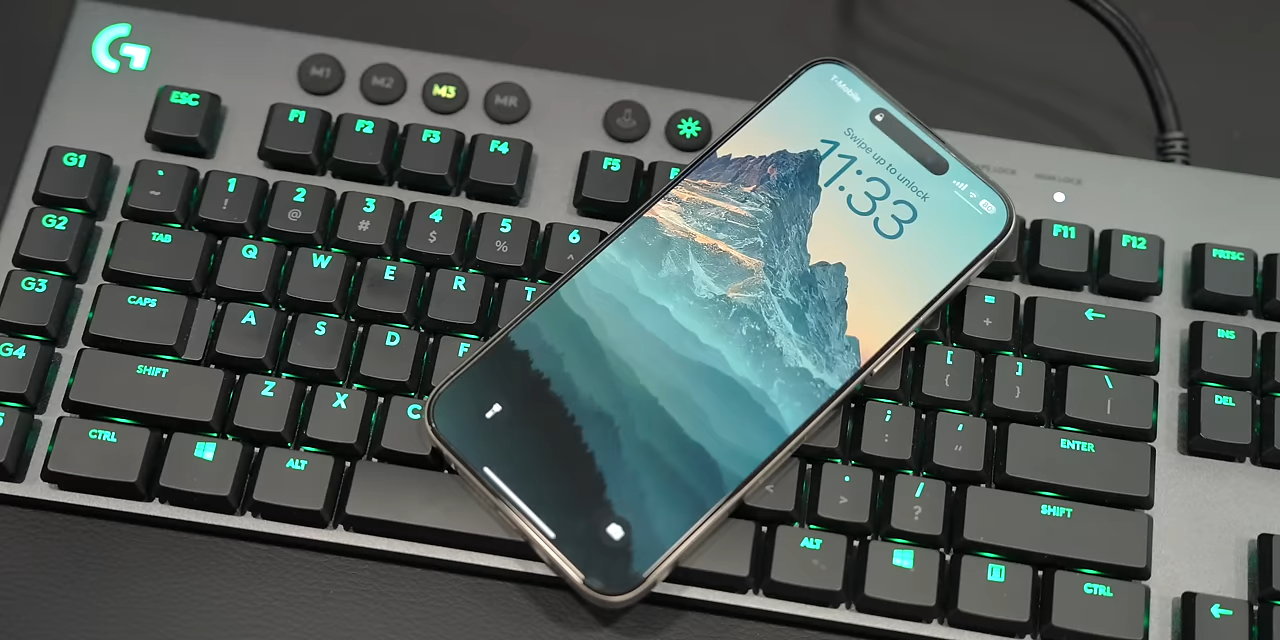 G
M1 M2 M3 MR
ESC F1 F2 F3 F4 F5 F11 F12 PRTSC
G1 ` ~ 1 ! 2 @ 3 # 4 $ 5 % 6 ^ = + ← INS
G2 TAB Q W E R T [ { ] } \ | DEL
G3 CAPS A S D F ; : ' " ENTER
G4 SHIFT Z X C < . > / ? SHIFT
CTRL ALT ALT CTRL ←
T-Mobile
Swipe up to unlock
11:33